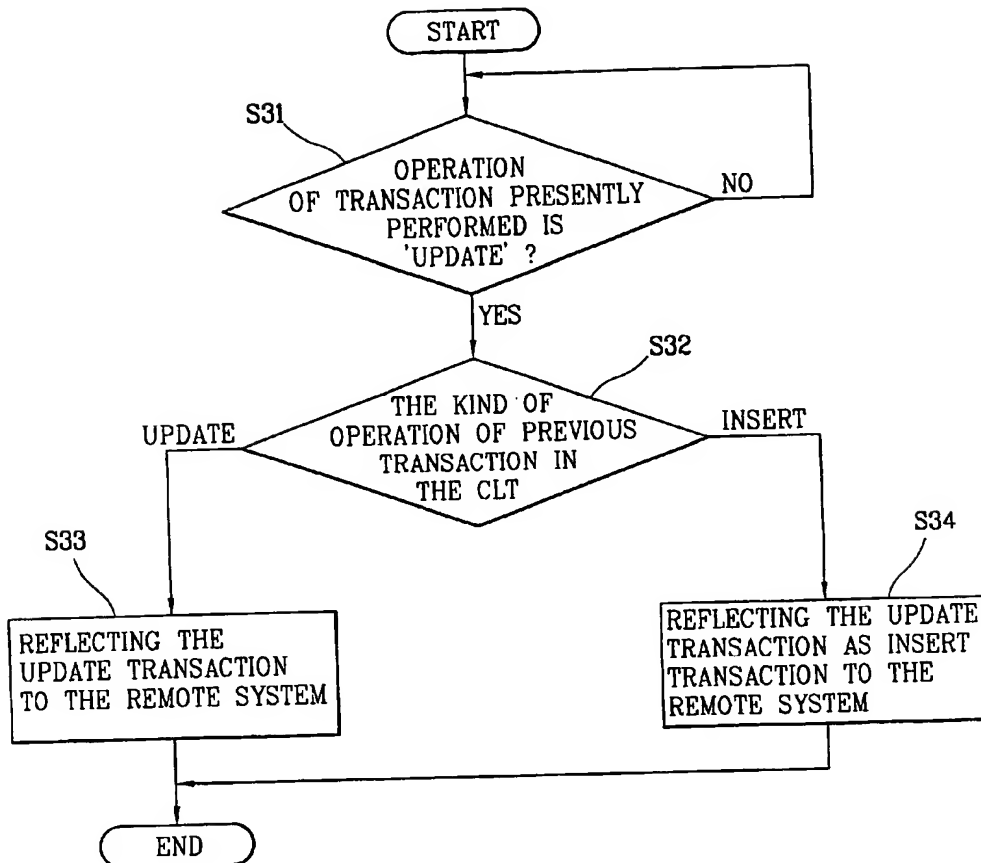 START
S31
OPERATION
OF TRANSACTION PRESENTLY
PERFORMED IS
'UPDATE' ?
NO
YES
S32
THE KIND OF
OPERATION OF PREVIOUS
TRANSACTION IN
THE CLT
UPDATE
INSERT
S33
REFLECTING THE
UPDATE TRANSACTION
TO THE REMOTE SYSTEM
S34
REFLECTING THE UPDATE
TRANSACTION AS INSERT
TRANSACTION TO THE
REMOTE SYSTEM
END